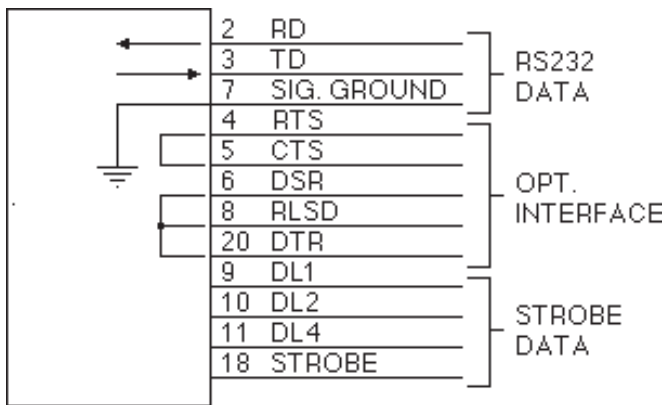 2 RD
3 TD
7 SIG. GROUND
RS232
DATA
4 RTS
5 CTS
6 DSR
8 RLSD
20 DTR
OPT.
INTERFACE
9 DL1
10 DL2
11 DL4
18 STROBE
STROBE
DATA